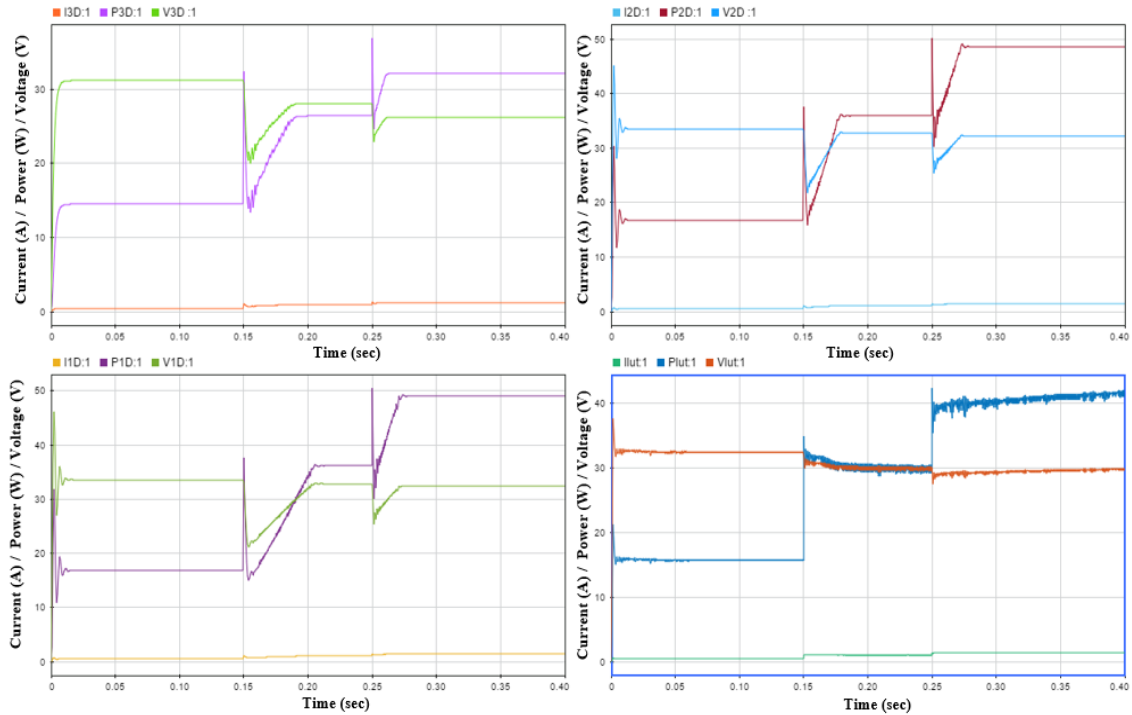 I3D:1 P3D:1 V3D :1
Current (A) / Power (W) / Voltage (V)
30
20
10
0
0 0.05 0.10 0.15 0.20 0.25 0.30 0.35 0.40
Time (sec)
I2D:1 P2D:1 V2D :1
Current (A) / Power (W) / Voltage (V)
50
40
30
20
10
0
0 0.05 0.10 0.15 0.20 0.25 0.30 0.35 0.40
Time (sec)
I1D:1 P1D:1 V1D:1
Current (A) / Power (W) / Voltage (V)
50
40
30
20
10
0
0 0.05 0.10 0.15 0.20 0.25 0.30 0.35 0.40
Time (sec)
Ilut:1 Plut:1 Vlut:1
Current (A) / Power (W) / Voltage (V)
40
30
20
10
0
0 0.05 0.10 0.15 0.20 0.25 0.30 0.35 0.40
Time (sec)